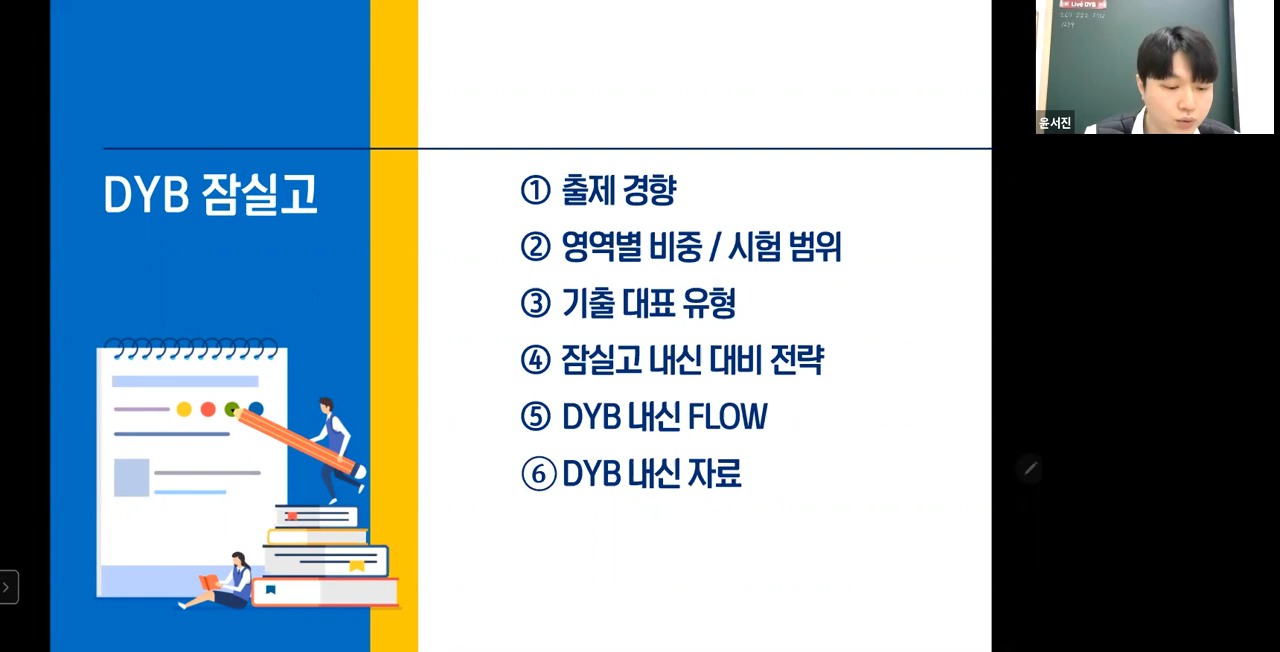 DYB 잠실고
① 출제 경향
② 영역별 비중 / 시험 범위
③ 기출 대표 유형
④ 잠실고 내신 대비 전략
⑤ DYB 내신 FLOW
⑥ DYB 내신 자료
Live DYB
윤서진